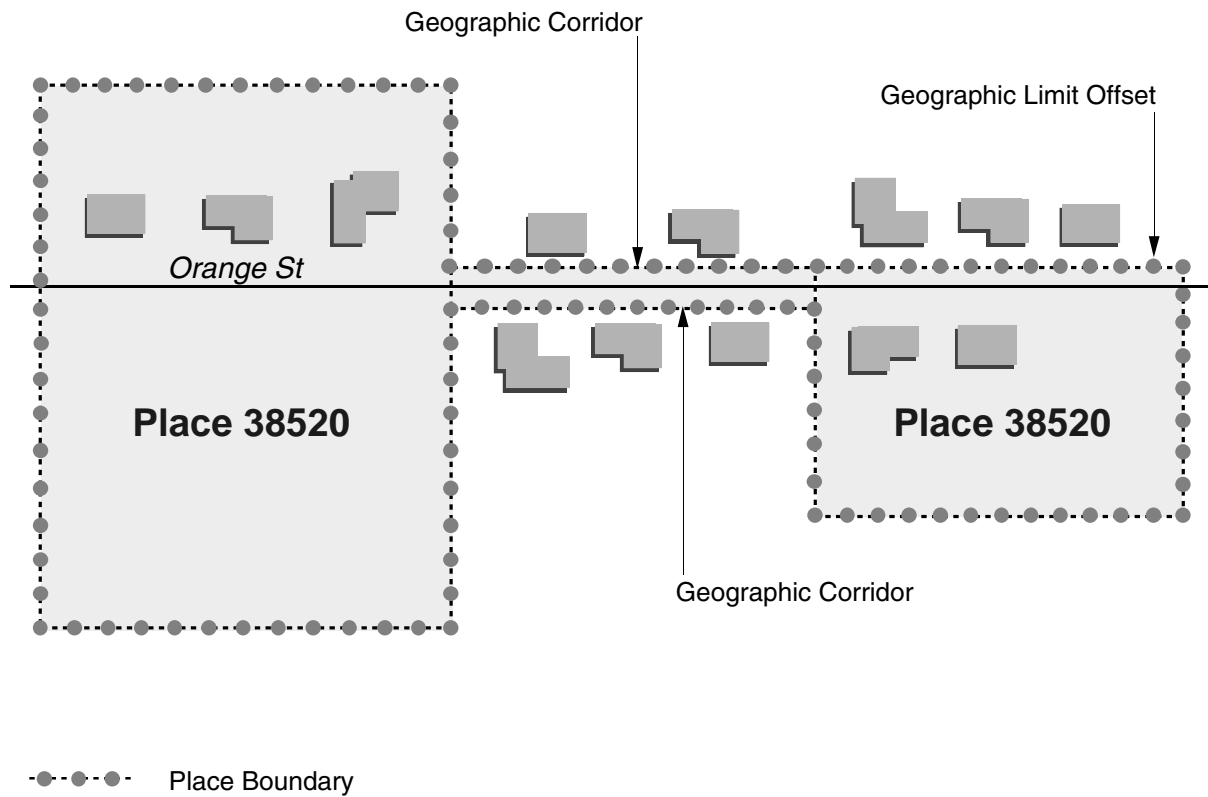 Geographic Corridor
Geographic Limit Offset
Orange St
Place 38520
Place 38520
Geographic Corridor
Place Boundary